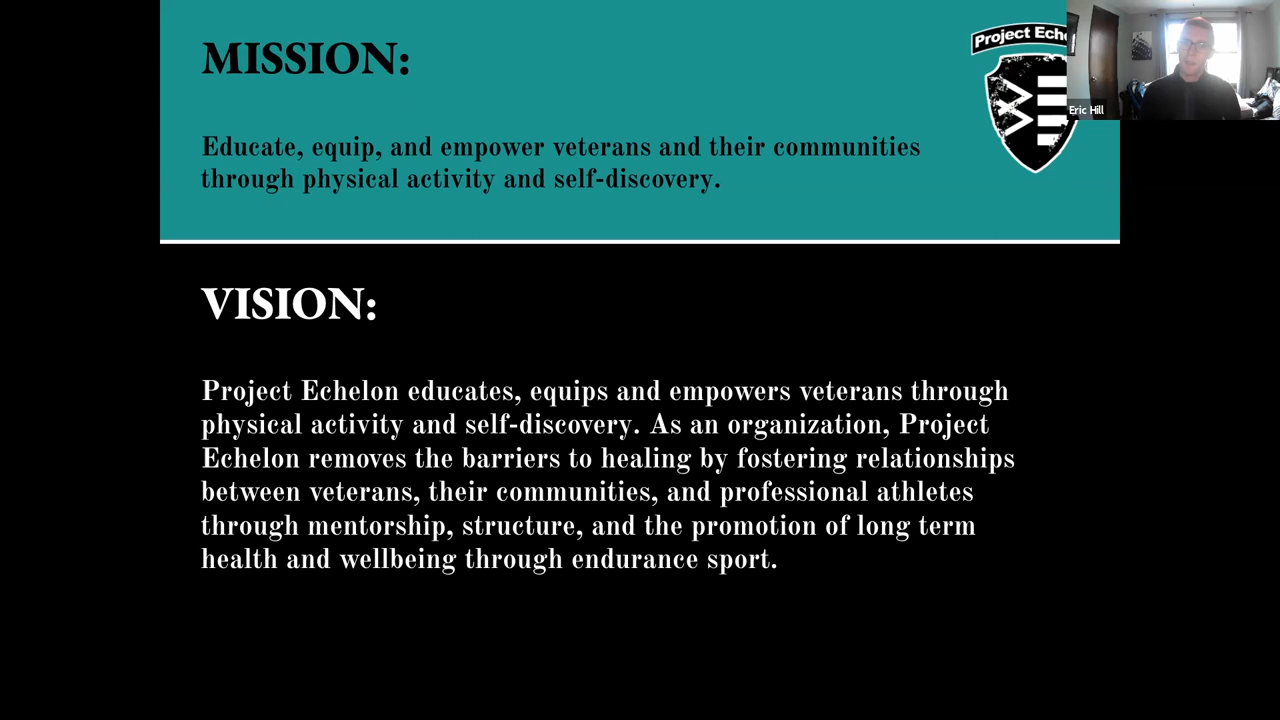 MISSION:
Project Eche
Eric Hill
Educate, equip, and empower veterans and their communities
through physical activity and self-discovery.
VISION:
Project Echelon educates, equips and empowers veterans through
physical activity and self-discovery. As an organization, Project
Echelon removes the barriers to healing by fostering relationships
between veterans, their communities, and professional athletes
through mentorship, structure, and the promotion of long term
health and wellbeing through endurance sport.